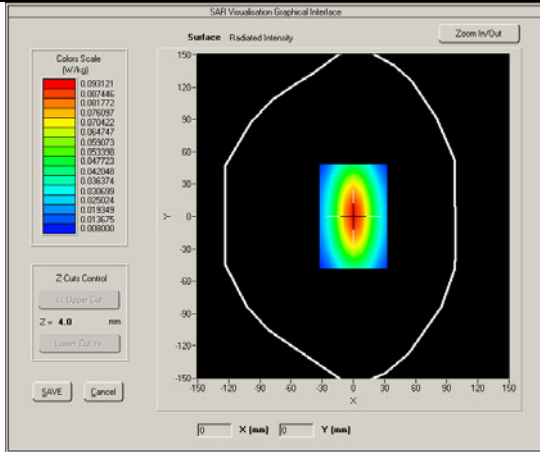 SAR Visualisation Graphical Interface
Surface Radiated Intensity
Zoom In/Out
Colors Scale
(W/kg)
0.093121
0.087446
0.081772
0.076097
0.070422
0.064747
0.059073
0.053398
0.047723
0.042048
0.036374
0.030699
0.025024
0.019349
0.013675
0.008000
150
120
90
60
30
0
-30
-60
-90
-120
-150
Y
-150 -120 -90 -60 -30 0 30 60 90 120 150
X
Z-Cuts Control
<< Upper Cut
Z = 4.0 mm
Lower Cut >>
SAVE Cancel
0 X (mm) 0 Y (mm)